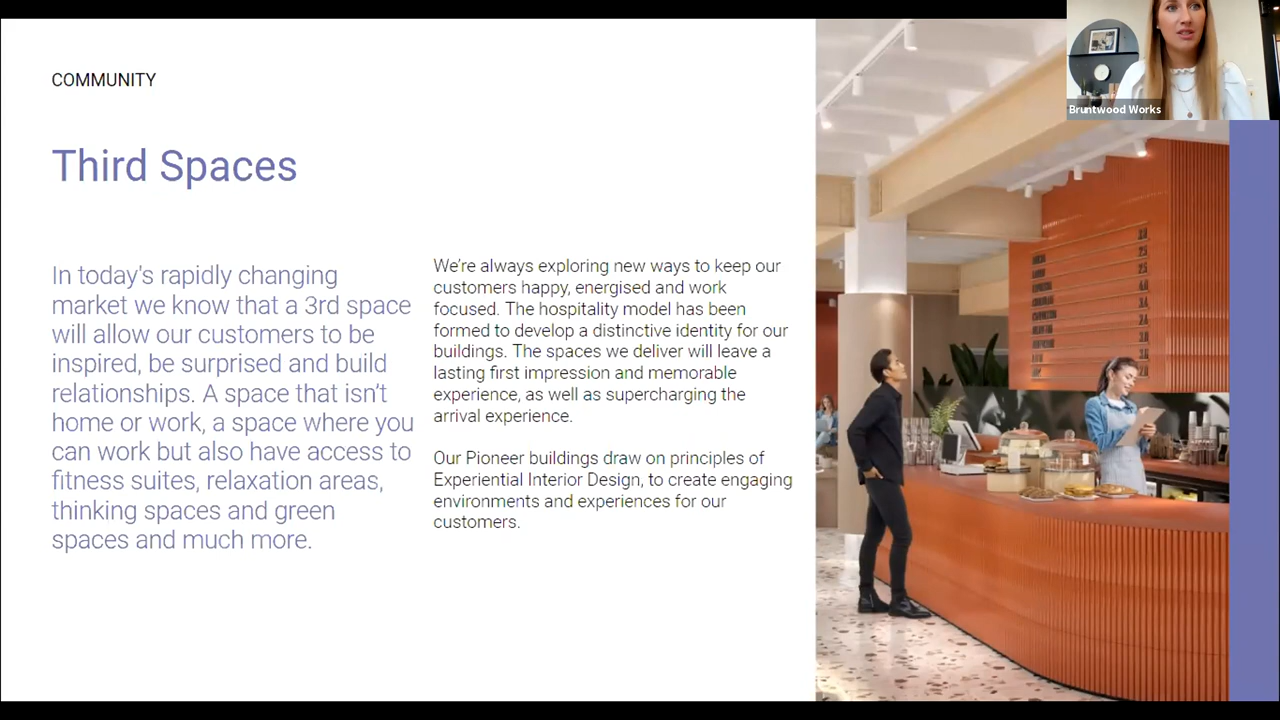 COMMUNITY
Third Spaces
In today's rapidly changing
market we know that a 3rd space
will allow our customers to be
inspired, be surprised and build
relationships. A space that isn't
home or work, a space where you
can work but also have access to
fitness suites, relaxation areas,
thinking spaces and green
spaces and much more.
We're always exploring new ways to keep our
customers happy, energised and work
focused. The hospitality model has been
formed to develop a distinctive identity for our
buildings. The spaces we deliver will leave a
lasting first impression and memorable
experience, as well as supercharging the
arrival experience.
Our Pioneer buildings draw on principles of
Experiential Interior Design, to create engaging
environments and experiences for our
customers.
Bruntwood Works